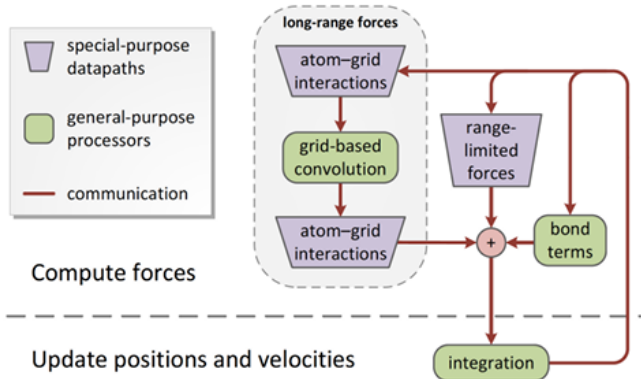 long-range forces
special-purpose
datapaths
general-purpose
processors
communication
atom–grid
interactions
grid-based
convolution
atom–grid
interactions
range-
limited
forces
+
bond
terms
Compute forces
Update positions and velocities
integration